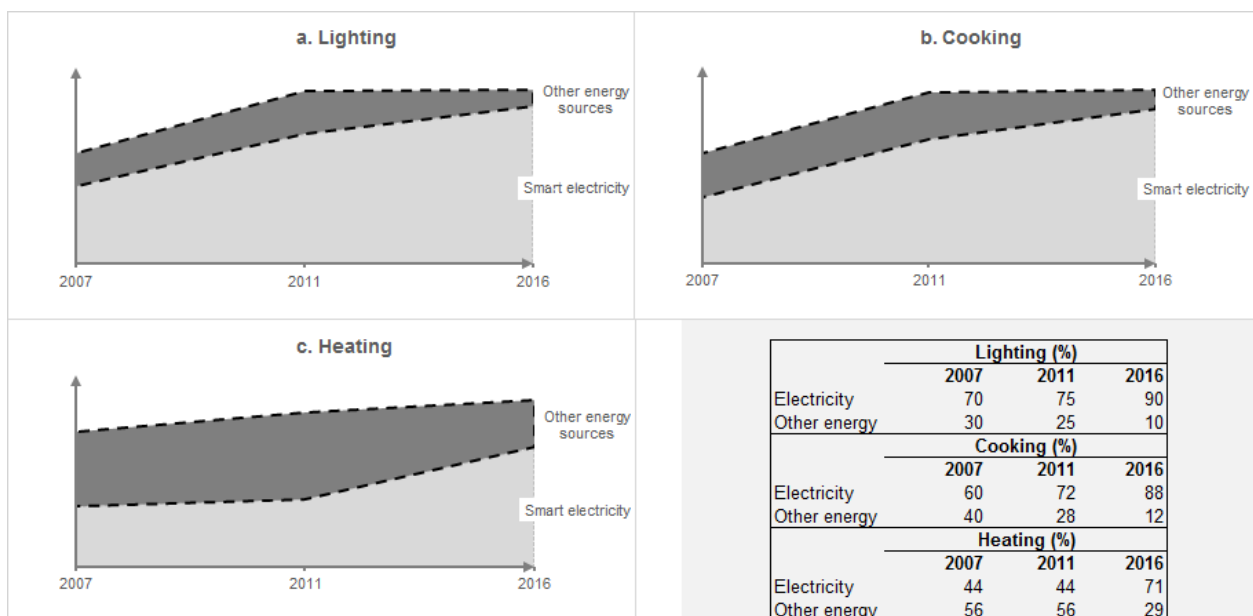 a. Lighting
Other energy
sources
Smart electricity
2007 2011 2016
b. Cooking
Other energy
sources
Smart electricity
2007 2011 2016
c. Heating
Other energy
sources
Smart electricity
2007 2011 2016
Lighting (%)
2007 2011 2016
Electricity 70 75 90
Other energy 30 25 10
Cooking (%)
2007 2011 2016
Electricity 60 72 88
Other energy 40 28 12
Heating (%)
2007 2011 2016
Electricity 44 44 71
Other energy 56 56 29